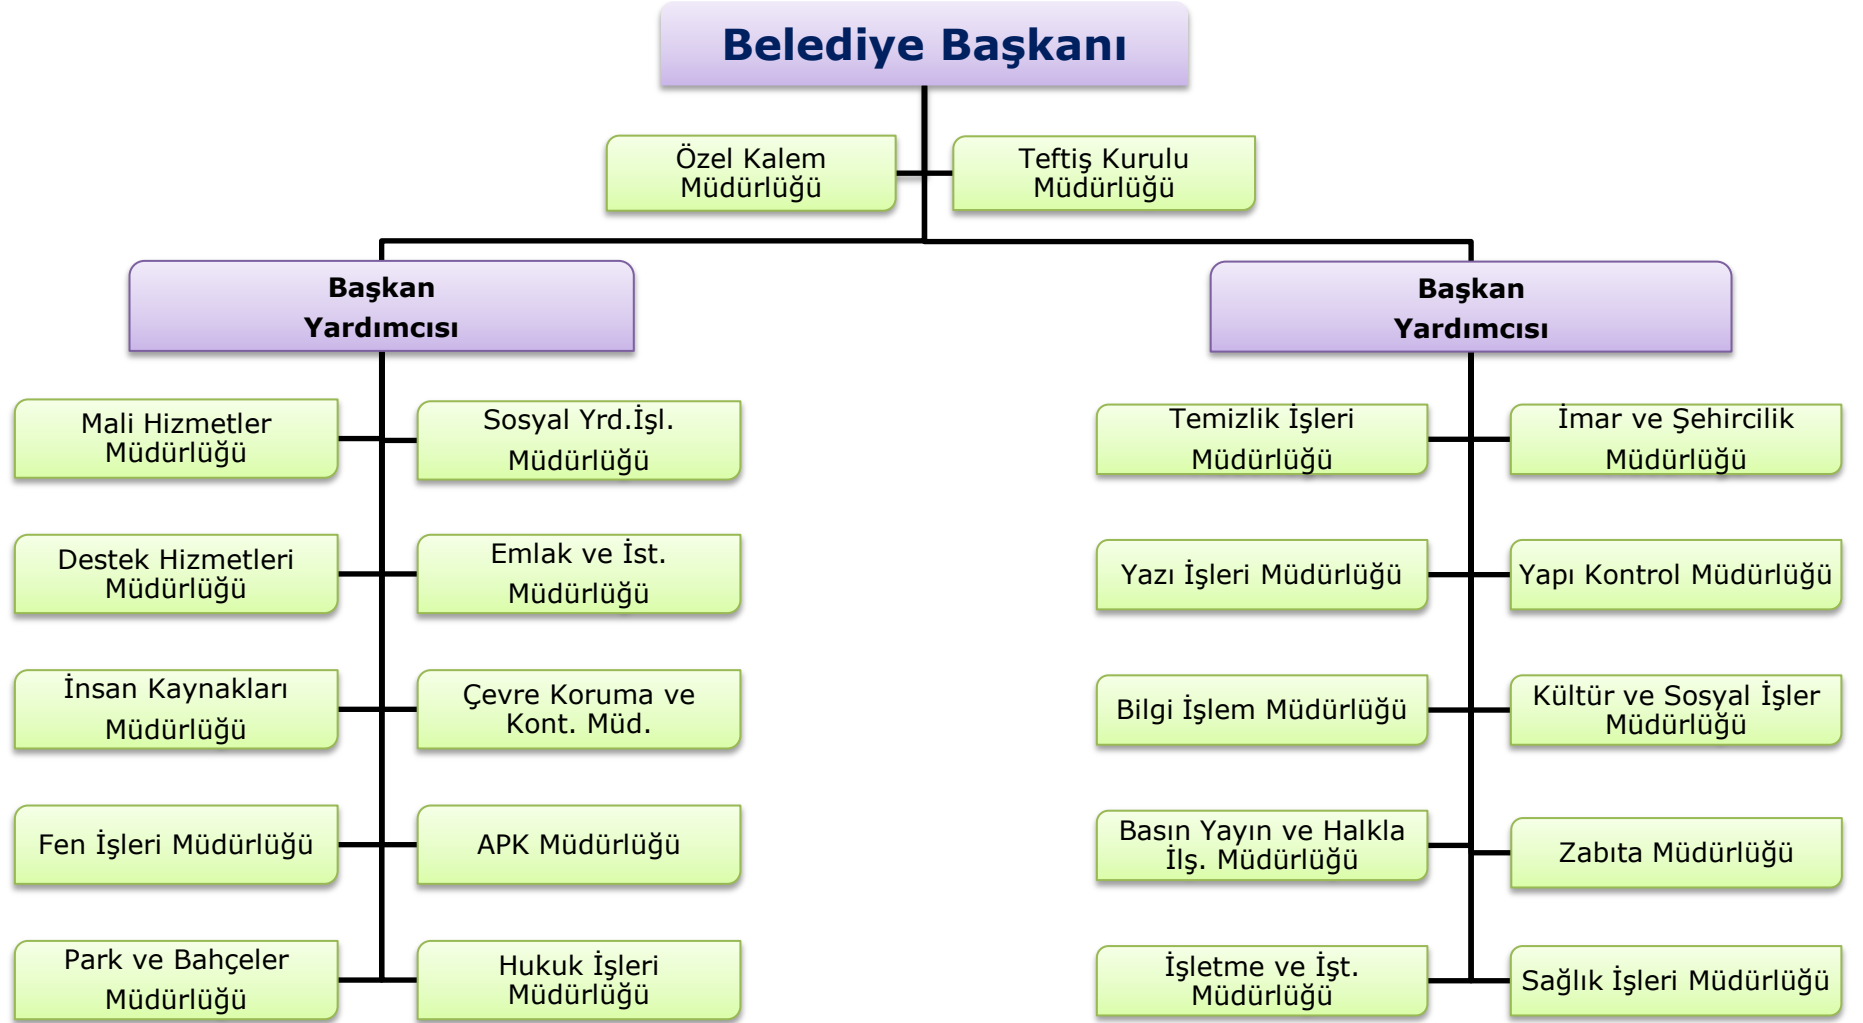 Belediye Başkanı
Özel Kalem
Müdürlüğü
Teftiş Kurulu
Müdürlüğü
Başkan
Yardımcısı
Başkan
Yardımcısı
Mali Hizmetler
Müdürlüğü
Sosyal Yrd.İşl.
Müdürlüğü
Temizlik İşleri
Müdürlüğü
İmar ve Şehircilik
Müdürlüğü
Destek Hizmetleri
Müdürlüğü
Emlak ve İst.
Müdürlüğü
Yazı İşleri Müdürlüğü
Yapı Kontrol Müdürlüğü
İnsan Kaynakları
Müdürlüğü
Çevre Koruma ve
Kont. Müd.
Bilgi İşlem Müdürlüğü
Kültür ve Sosyal İşler
Müdürlüğü
Fen İşleri Müdürlüğü
APK Müdürlüğü
Basın Yayın ve Halkla
İlş. Müdürlüğü
Zabıta Müdürlüğü
Park ve Bahçeler
Müdürlüğü
Hukuk İşleri
Müdürlüğü
İşletme ve İşt.
Müdürlüğü
Sağlık İşleri Müdürlüğü